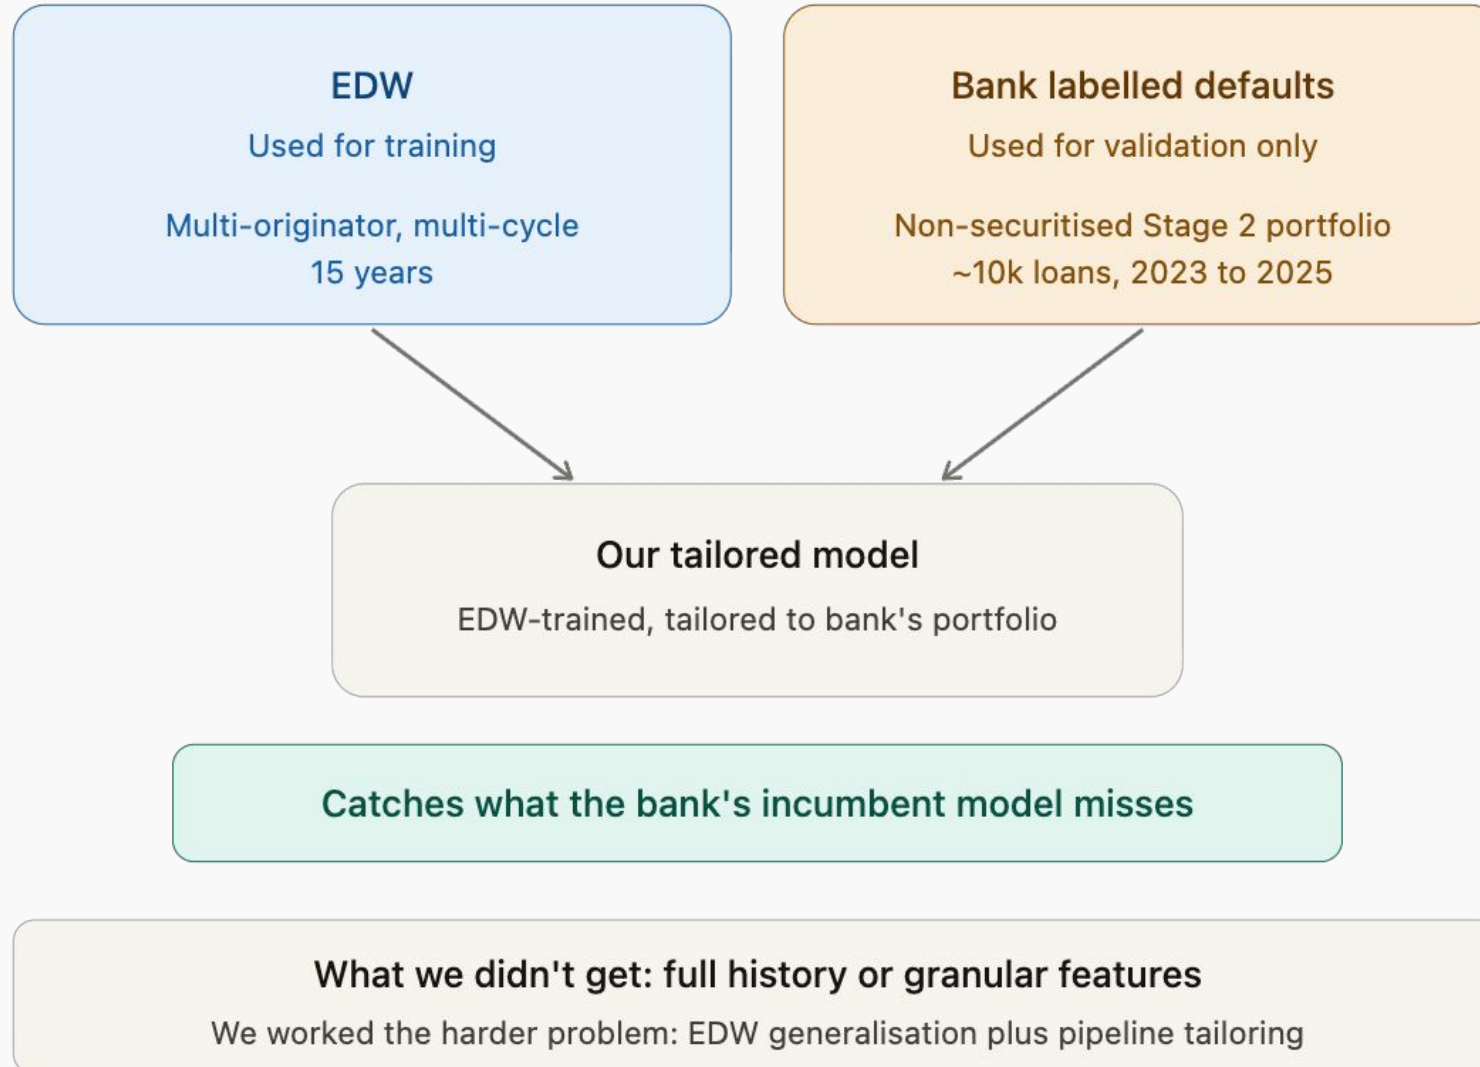 EDW
Used for training
Multi-originator, multi-cycle
15 years
Bank labelled defaults
Used for validation only
Non-securitised Stage 2 portfolio
~10k loans, 2023 to 2025
Our tailored model
EDW-trained, tailored to bank's portfolio
Catches what the bank's incumbent model misses
What we didn't get: full history or granular features
We worked the harder problem: EDW generalisation plus pipeline tailoring